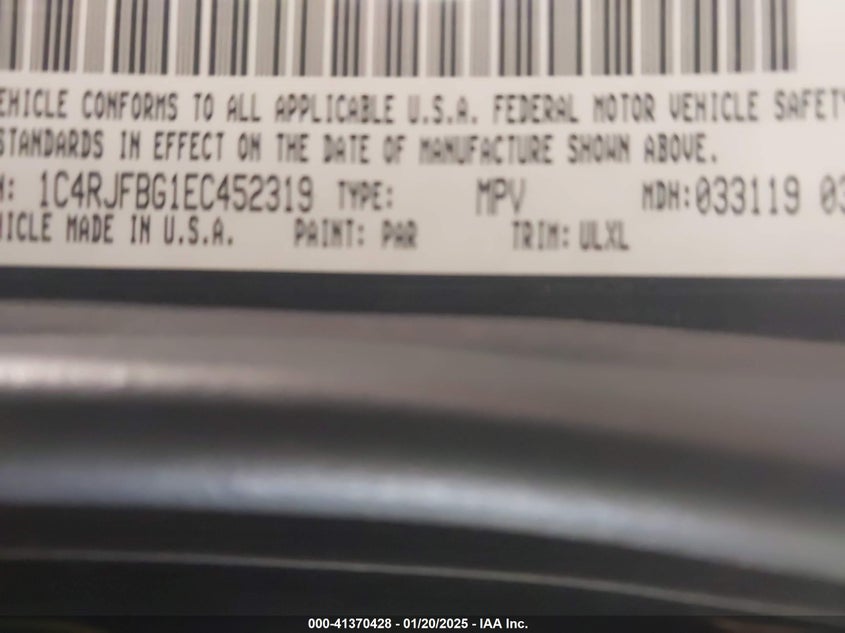 EHICLE CONFORMS TO ALL APPLICABLE U.S.A. FEDERAL MOTOR VEHICLE SAFETY
STANDARDS IN EFFECT ON THE DATE OF MANUFACTURE SHOWN ABOVE.
: 1C4RJFBG1EC452319 TYPE: MPV MDH:033119 03
HICLE MADE IN U.S.A. PAINT: PAR TRIM: ULXL
000-41370428 - 01/20/2025 - IAA Inc.